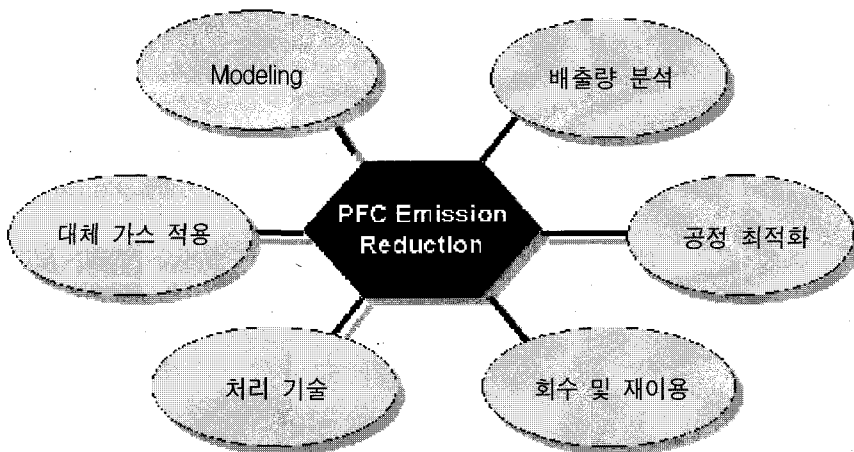 Modeling
배출량 분석
대체 가스 적용
PFC Emission
Reduction
공정 최적화
처리 기술
회수 및 재이용